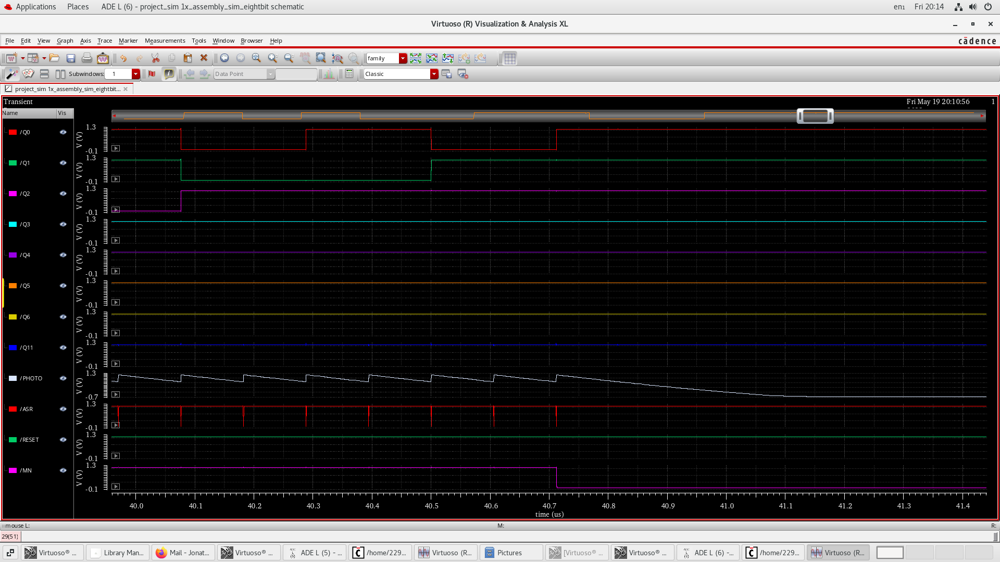 Applications Places ADE L (6) - project_sim 1x_assembly_sim_eightbit schematic en1 Fri 20:14
Virtuoso (R) Visualization & Analysis XL
File Edit View Graph Axis Trace Marker Measurements Tools Window Browser Help cādence
family
Subwindows: 1 Data Point Classic
project_sim 1x_assembly_sim_eightbit...
Transient Fri May 19 20:10:56 1
Name Vis
/Q0 V (V) 1.3 -0.1
/Q1 V (V) 1.3 -0.1
/Q2 V (V) 1.3 -0.1
/Q3 V (V) 1.3 -0.1
/Q4 V (V) 1.3 -0.1
/Q5 V (V) 1.3 -0.1
/Q6 V (V) 1.3 -0.1
/Q11 V (V) 1.3 -0.1
/PHOTO V (V) 1.3 -0.7
/ASR V (V) 1.3 -0.1
/RESET V (V) 1.3 -0.1
/MN V (V) 1.3 -0.1
40.0 40.1 40.2 40.3 40.4 40.5 40.6 40.7 40.8 40.9 41.0 41.1 41.2 41.3 41.4
time (us)
mouse L: M: R:
29(51)
Virtuoso® ... Library Man... Mail - Jonat... Virtuoso® ... ADE L (5) - ... /home/229... Virtuoso (R... Pictures [Virtuoso® ... Virtuoso® ... ADE L (6) -... /home/229... Virtuoso (R...